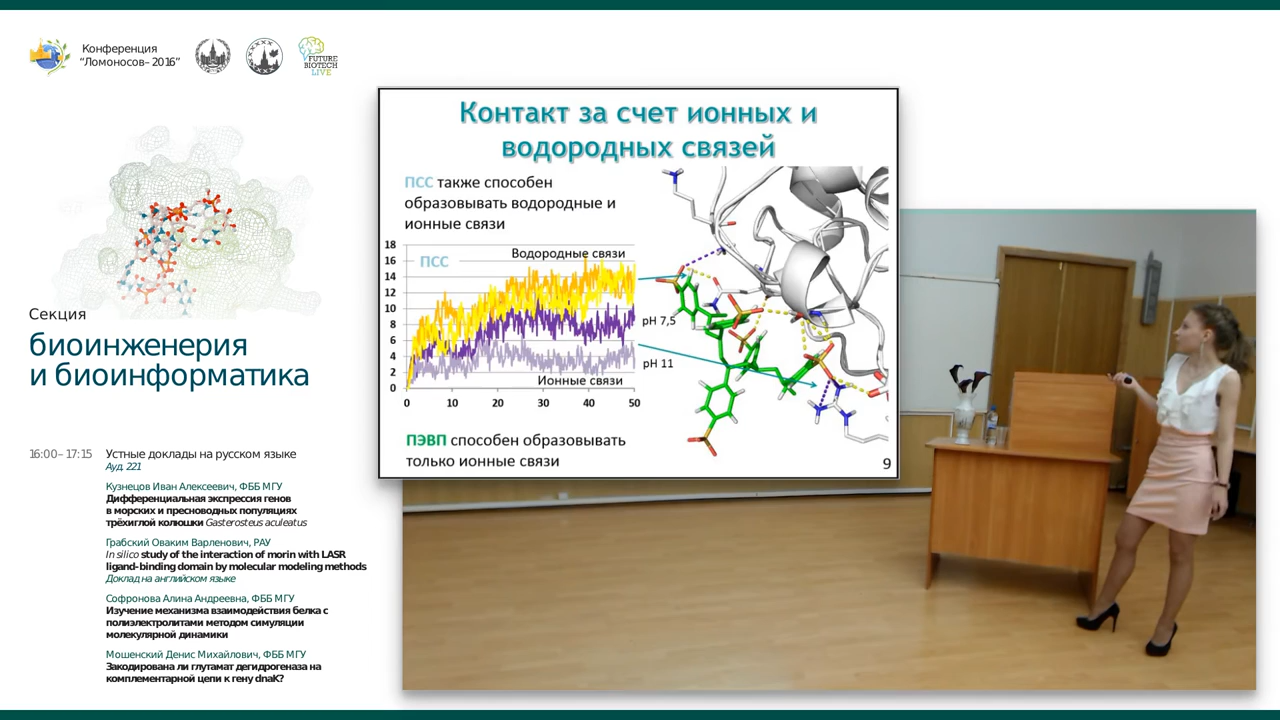 Конференция
“Ломоносов–2016”
FUTURE
BIOTECH
LIVE
Секция
биоинженерия
и биоинформатика
16:00–17:15 Устные доклады на русском языке
Ауд. 221
Кузнецов Иван Алексеевич, ФББ МГУ
Дифференциальная экспрессия генов
в морских и пресноводных популяциях
трёхиглой колюшки Gasterosteus aculeatus
Грабский Оваким Варленович, РАУ
In silico study of the interaction of morin with LASR
ligand-binding domain by molecular modeling methods
Доклад на английском языке
Софронова Алина Андреевна, ФББ МГУ
Изучение механизма взаимодействия белка с
полиэлектролитами методом симуляции
молекулярной динамики
Мошенский Денис Михайлович, ФББ МГУ
Закодирована ли глутамат дегидрогеназа на
комплементарной цепи к гену dnaK?
Контакт за счет ионных и
водородных связей
ПСС также способен
образовывать водородные и
ионные связи
18
16
14
12
10
8
6
4
2
0
ПСС
Водородные связи
Ионные связи
0 10 20 30 40 50
pH 7,5
pH 11
ПЭВП способен образовывать
только ионные связи
9